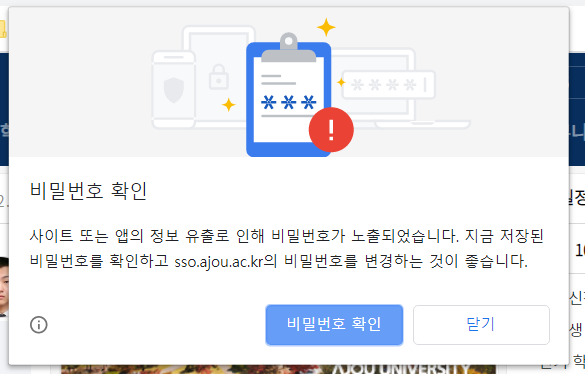 비밀번호 확인
사이트 또는 앱의 정보 유출로 인해 비밀번호가 노출되었습니다. 지금 저장된
비밀번호를 확인하고 sso.ajou.ac.kr의 비밀번호를 변경하는 것이 좋습니다.
비밀번호 확인
닫기
AJOU UNIVERSITY